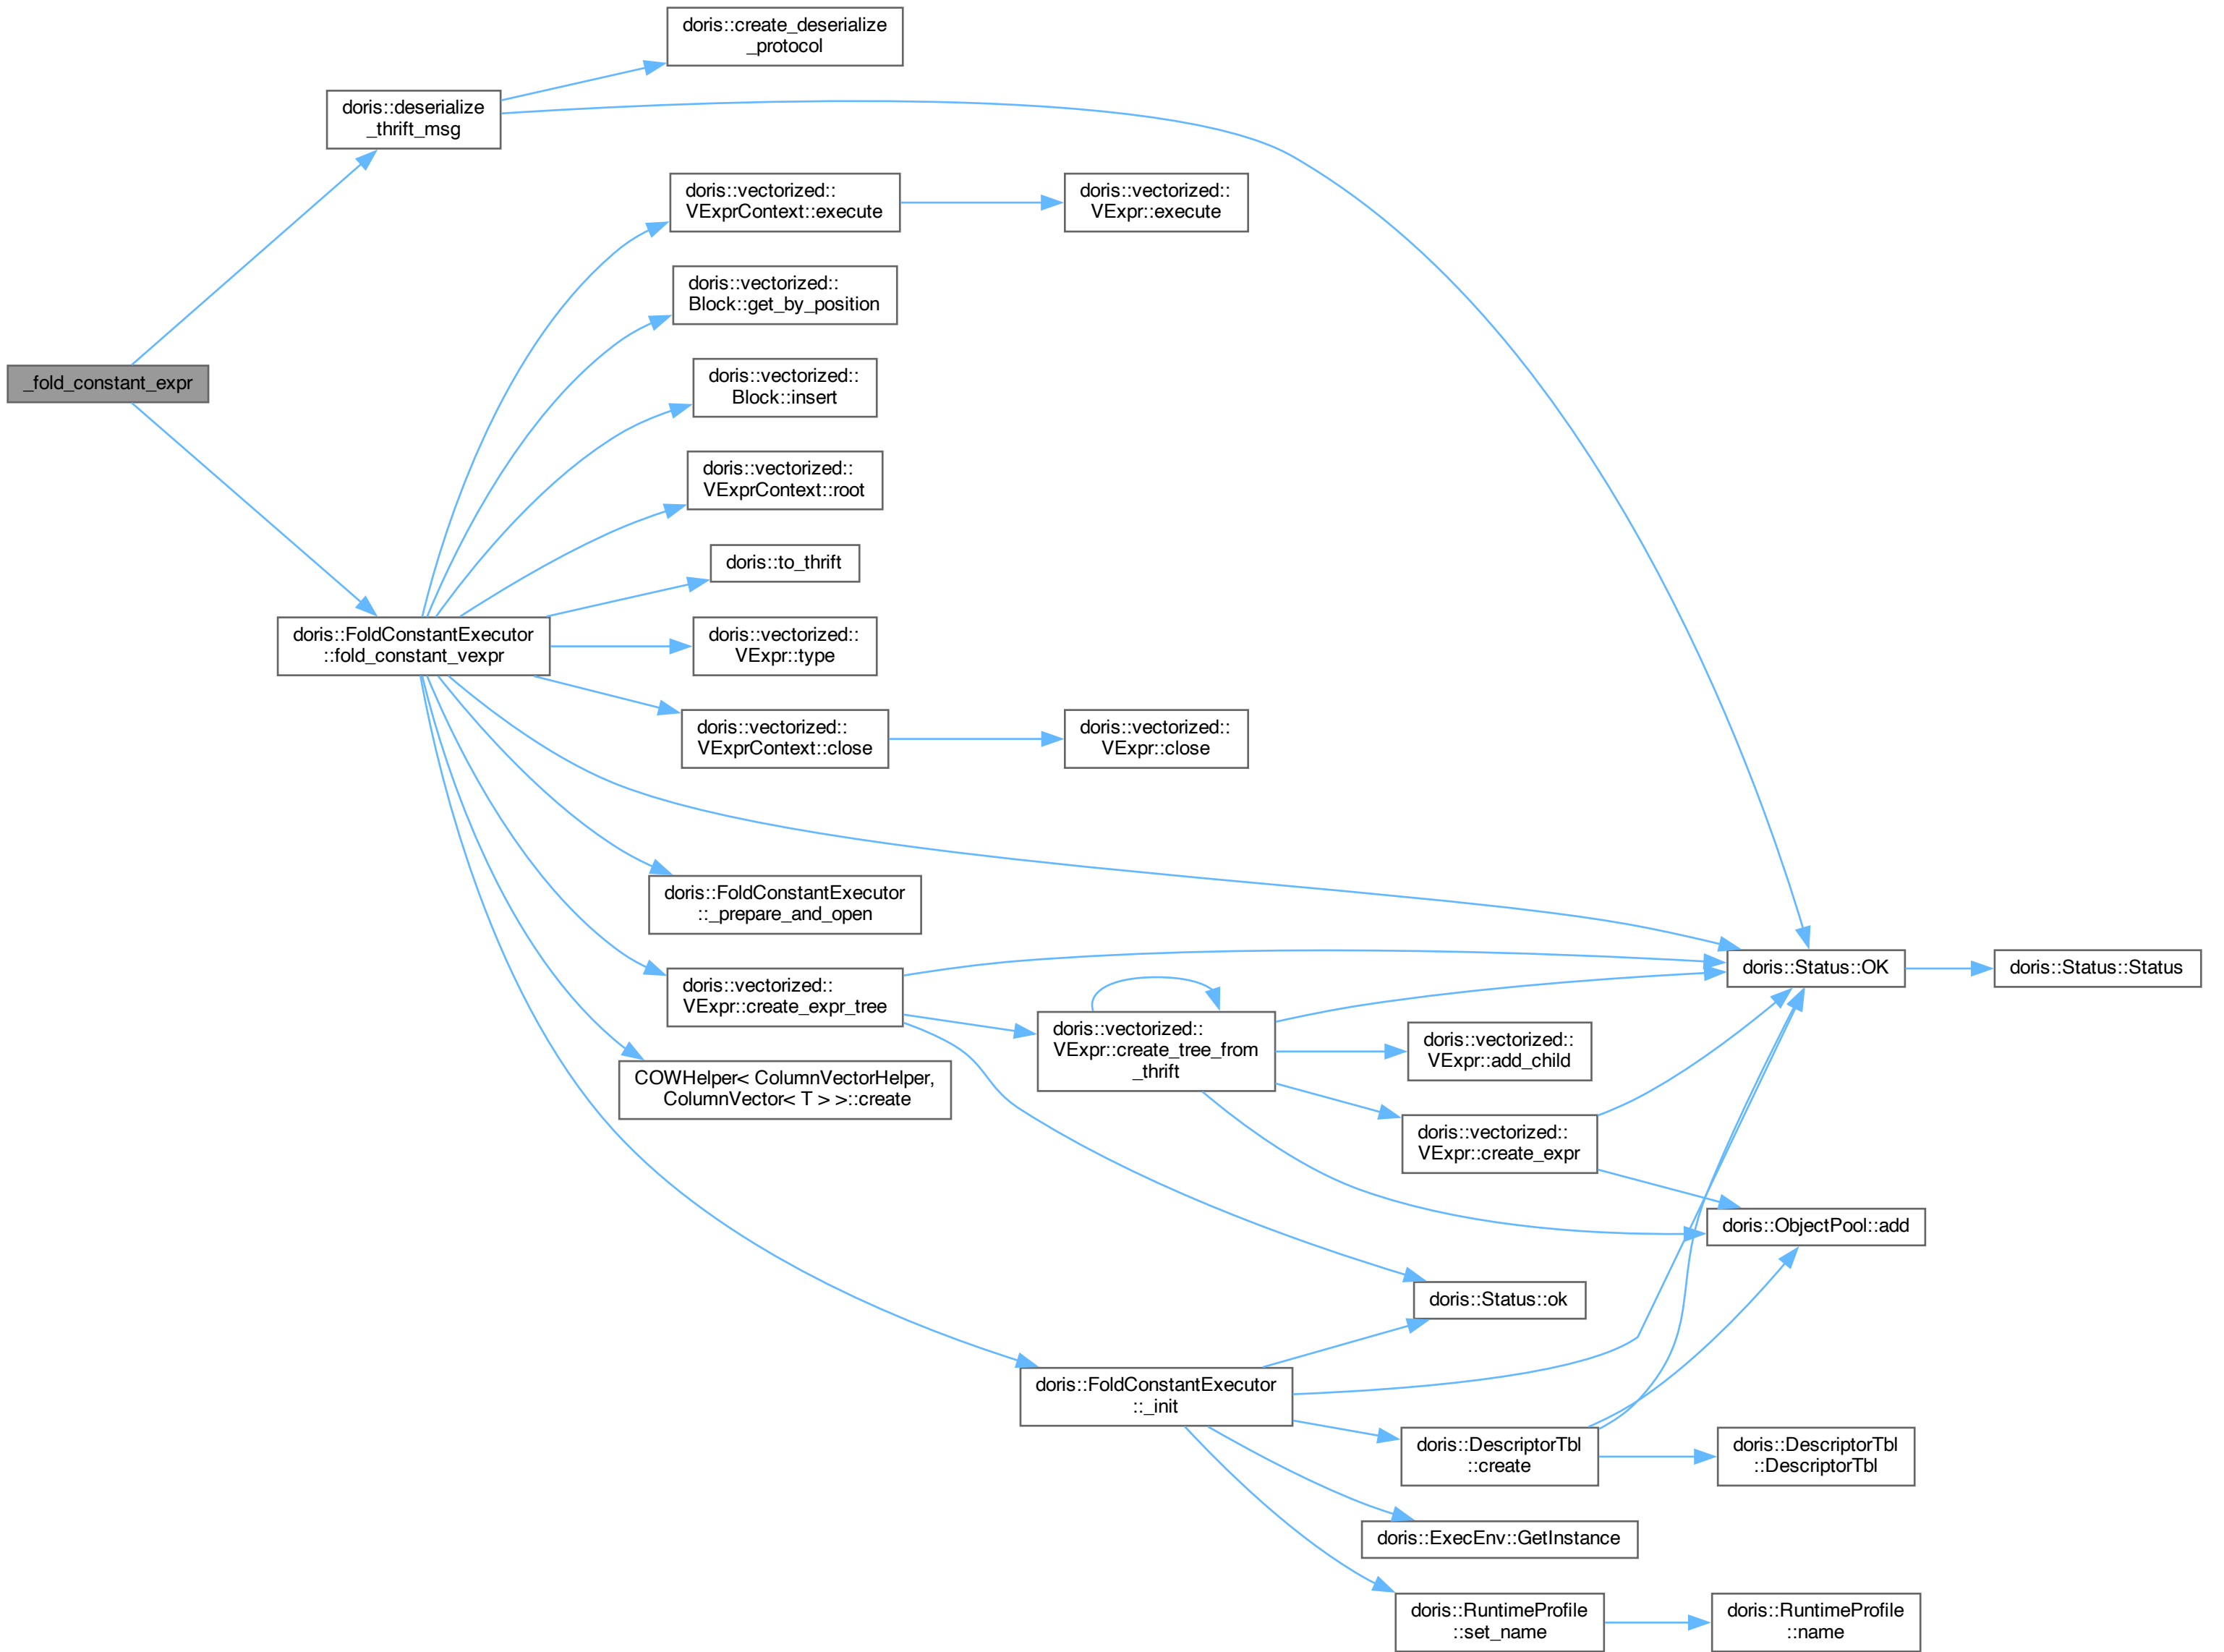 doris::create_deserialize
_protocol
doris::deserialize
_thrift_msg
doris::vectorized::
VExprContext::execute
doris::vectorized::
VExpr::execute
doris::vectorized::
Block::get_by_position
_fold_constant_expr
doris::vectorized::
Block::insert
doris::vectorized::
VExprContext::root
doris::to_thrift
doris::FoldConstantExecutor
::fold_constant_vexpr
doris::vectorized::
VExpr::type
doris::vectorized::
VExprContext::close
doris::vectorized::
VExpr::close
doris::FoldConstantExecutor
::_prepare_and_open
doris::Status::OK
doris::Status::Status
doris::vectorized::
VExpr::create_expr_tree
doris::vectorized::
VExpr::create_tree_from
_thrift
doris::vectorized::
VExpr::add_child
COWHelper< ColumnVectorHelper,
ColumnVector< T > >::create
doris::vectorized::
VExpr::create_expr
doris::ObjectPool::add
doris::Status::ok
doris::FoldConstantExecutor
::_init
doris::DescriptorTbl
::create
doris::DescriptorTbl
::DescriptorTbl
doris::ExecEnv::GetInstance
doris::RuntimeProfile
::set_name
doris::RuntimeProfile
::name